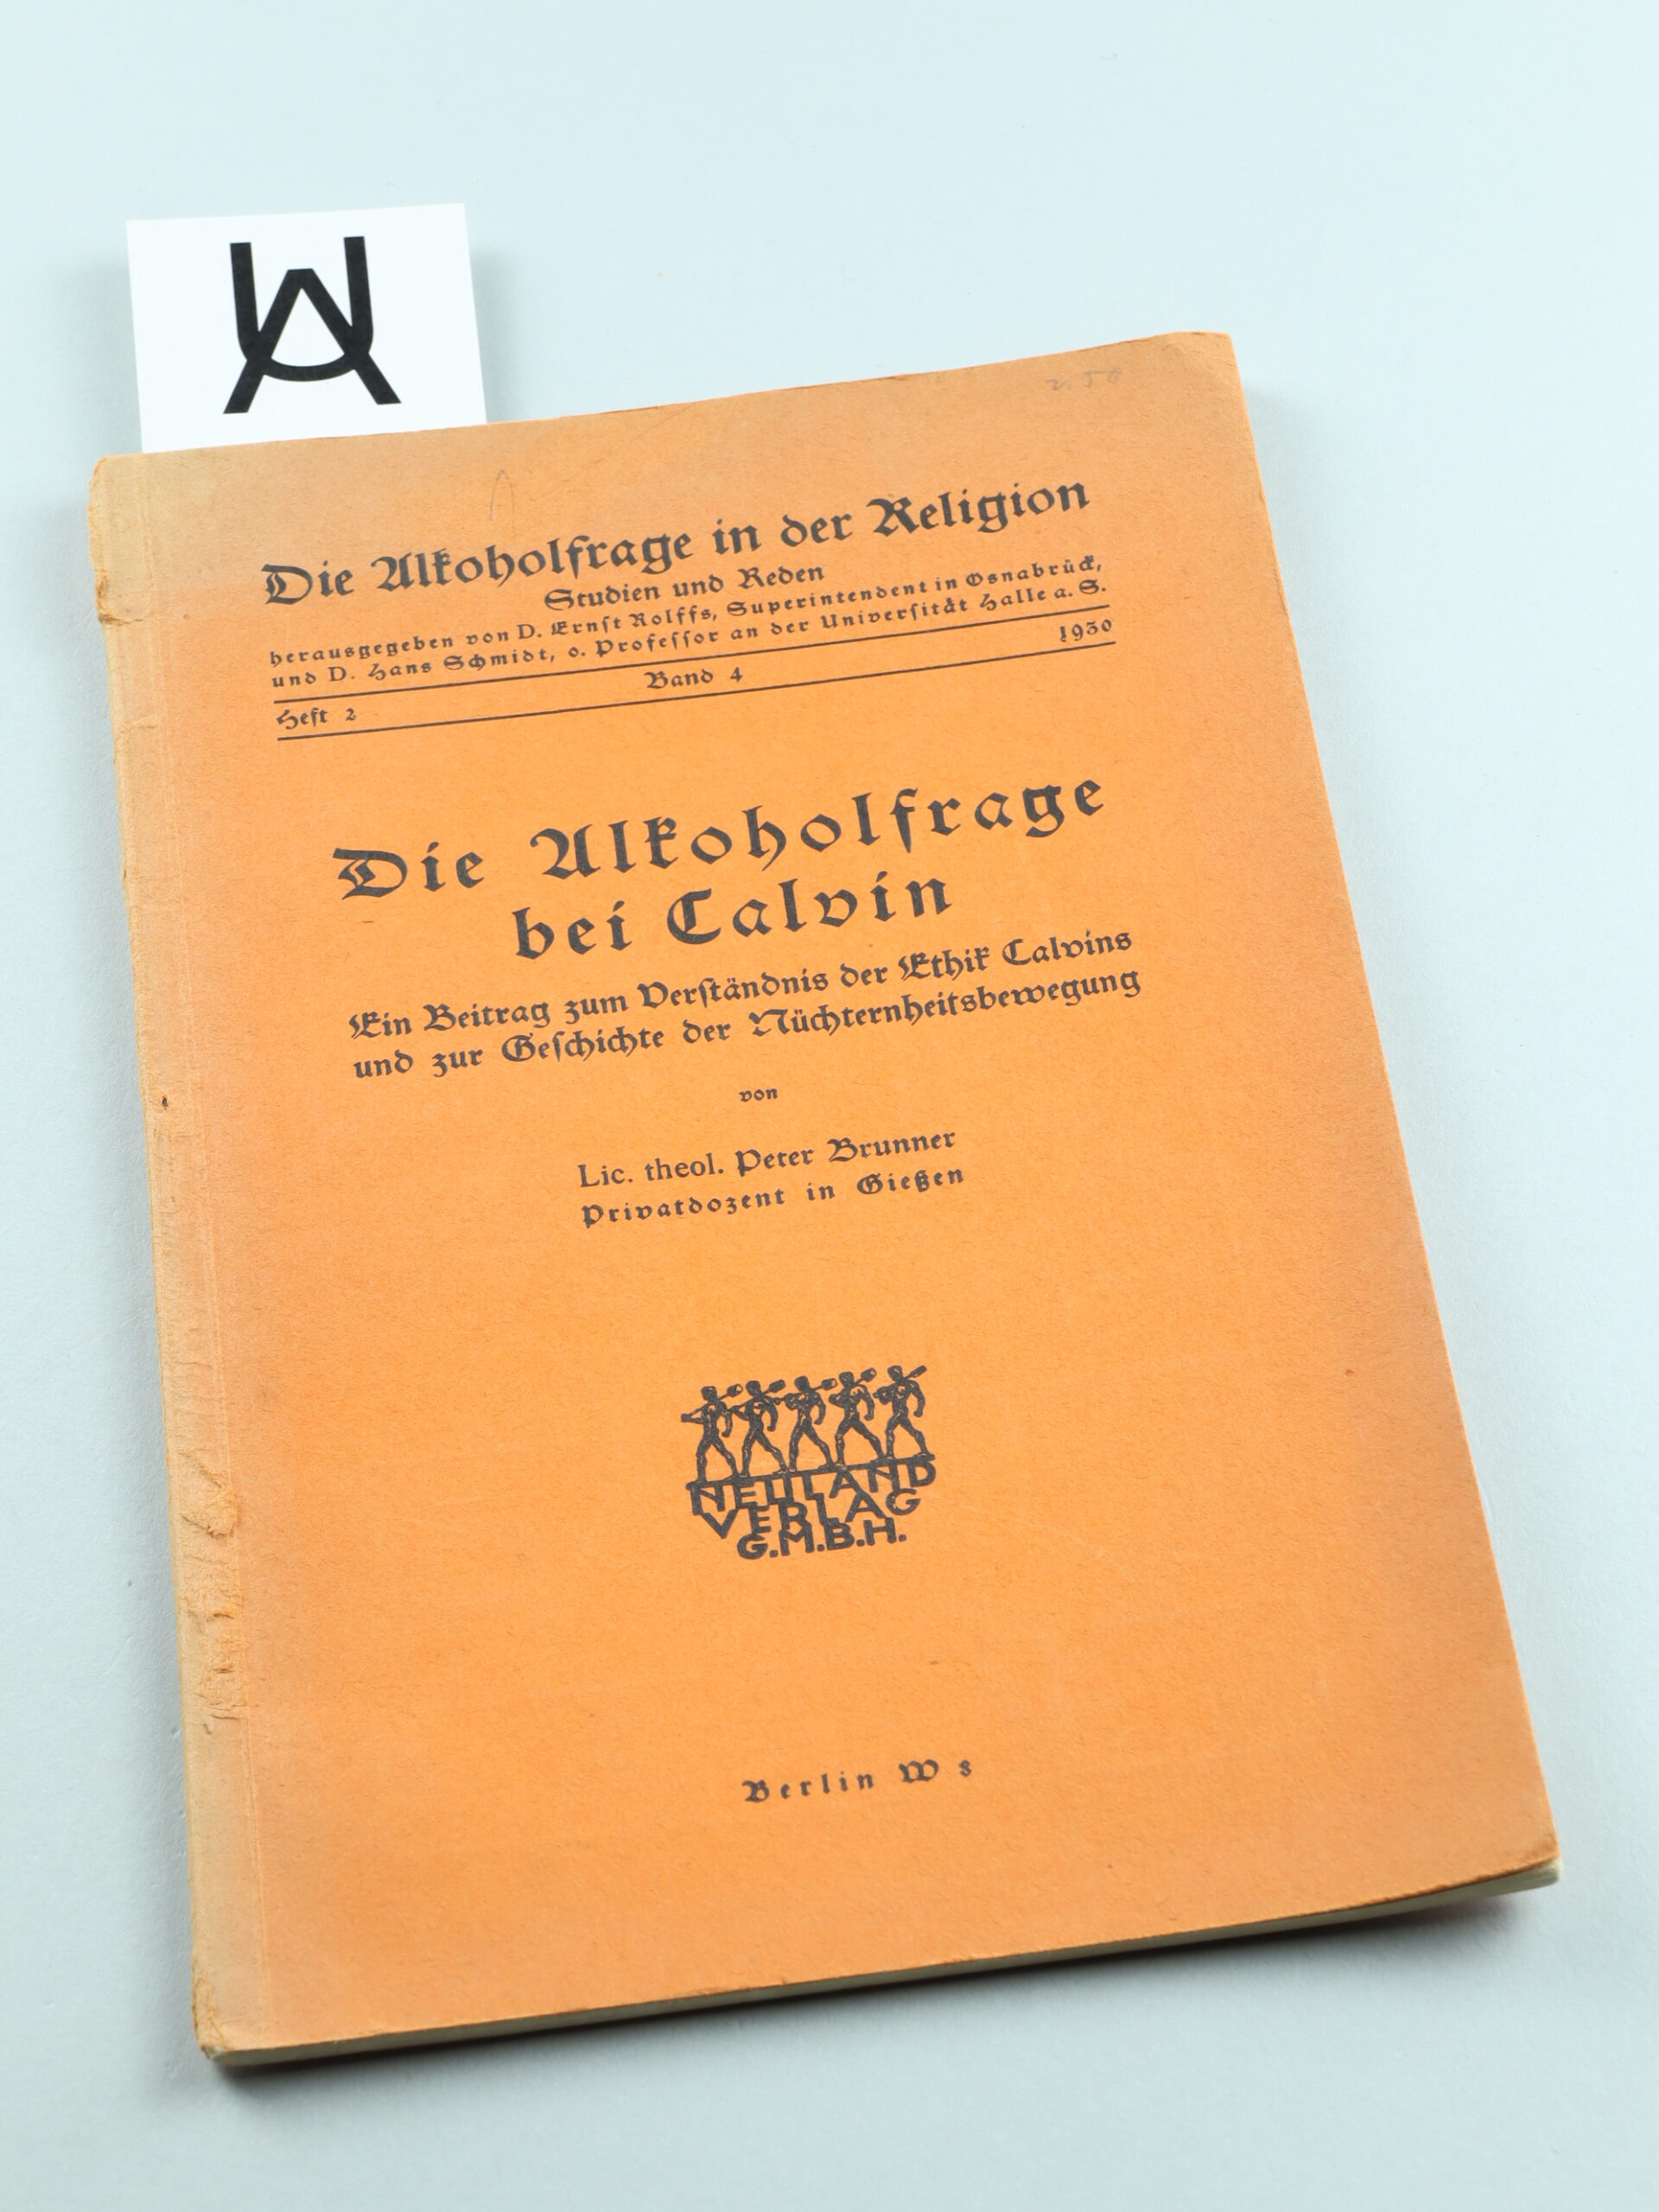 Die Alkoholfrage in der Religion
Studien und Reden
herausgegeben von D. Ernst Rolffs, Superintendent in Osnabrück,
und D. Hans Schmidt, o. Professor an der Universität Halle a. S.
Heft 2 Band 4 1930
Die Alkoholfrage
bei Calvin
Ein Beitrag zum Verständnis der Ethik Calvins
und zur Geschichte der Nüchternheitsbewegung
von
Lic. theol. Peter Brunner
Privatdozent in Gießen
NEULAND
VERLAG
G.M.B.H.
Berlin W 8